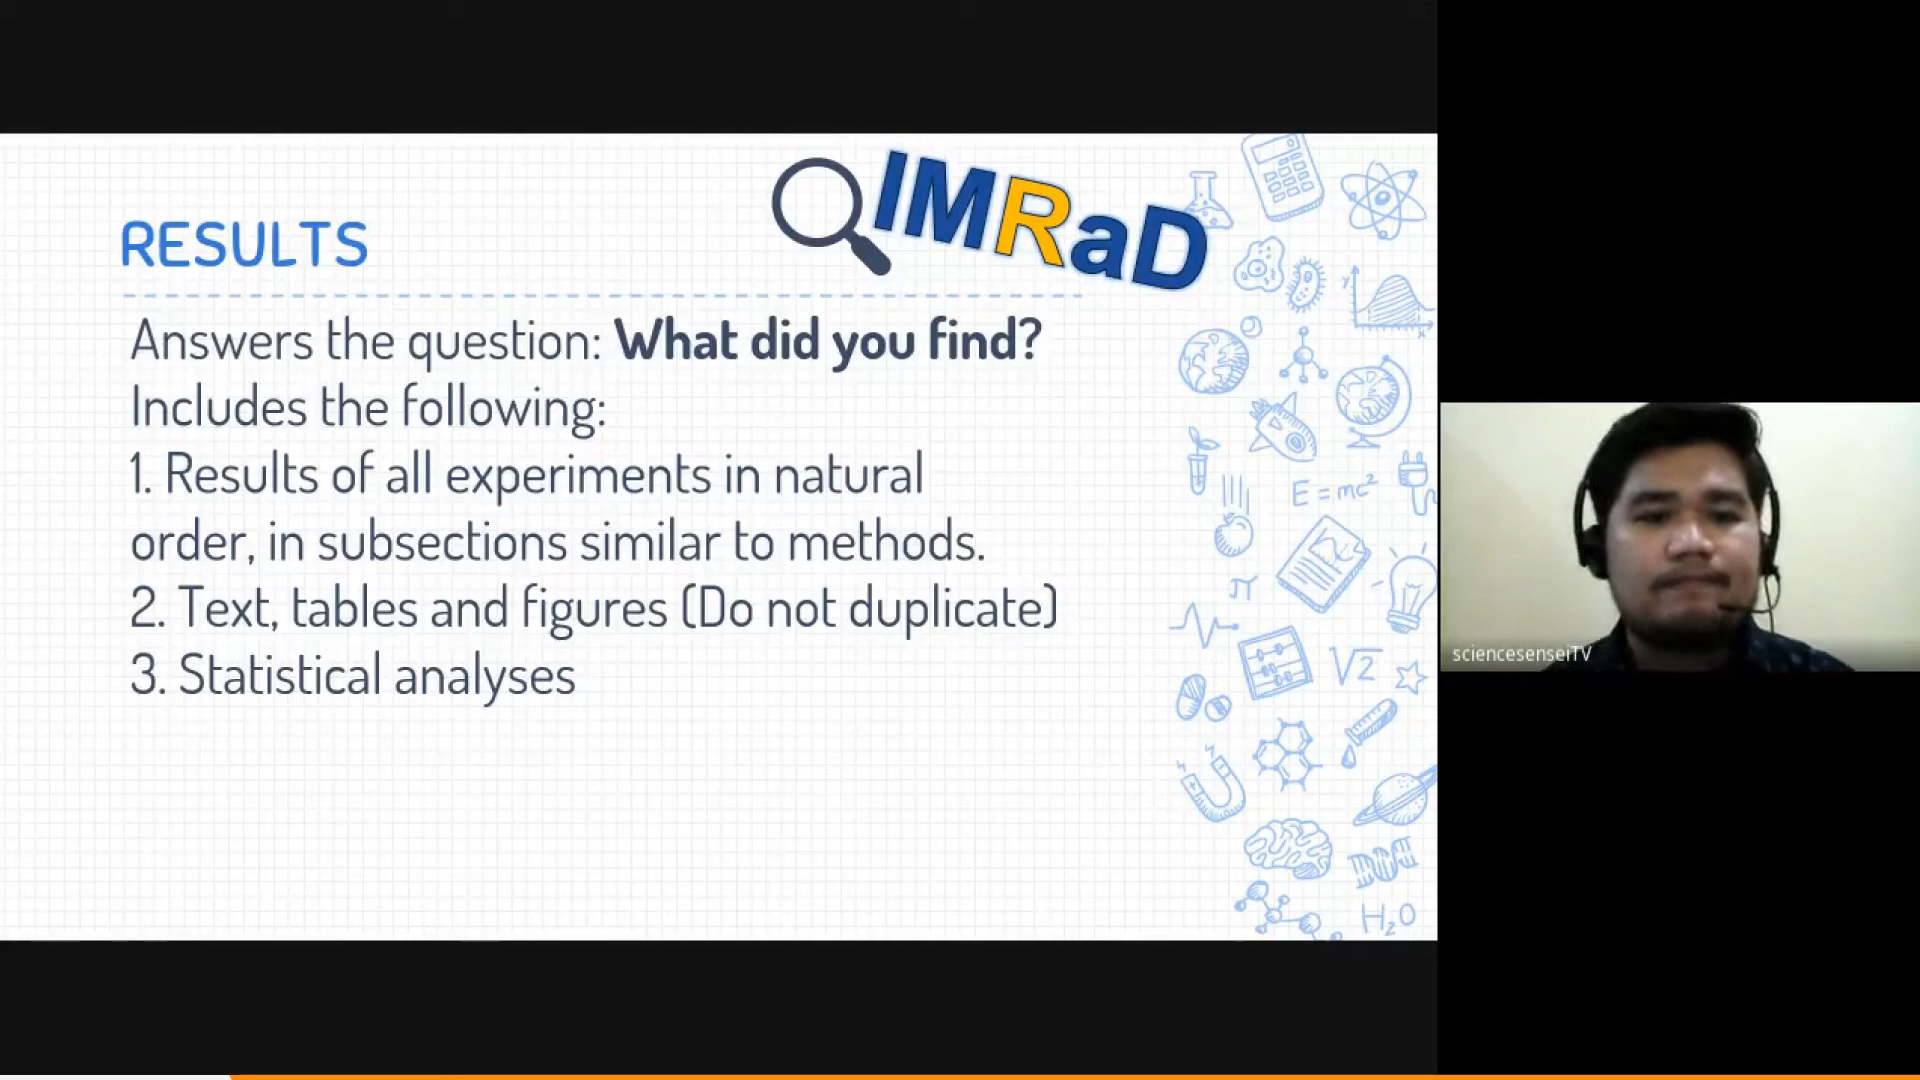 IMRaD
RESULTS
Answers the question: What did you find?
Includes the following:
1. Results of all experiments in natural
order, in subsections similar to methods.
2. Text, tables and figures (Do not duplicate)
3. Statistical analyses
y
x
E=mc²
π
√2
H₂O
sciencesenseiTV